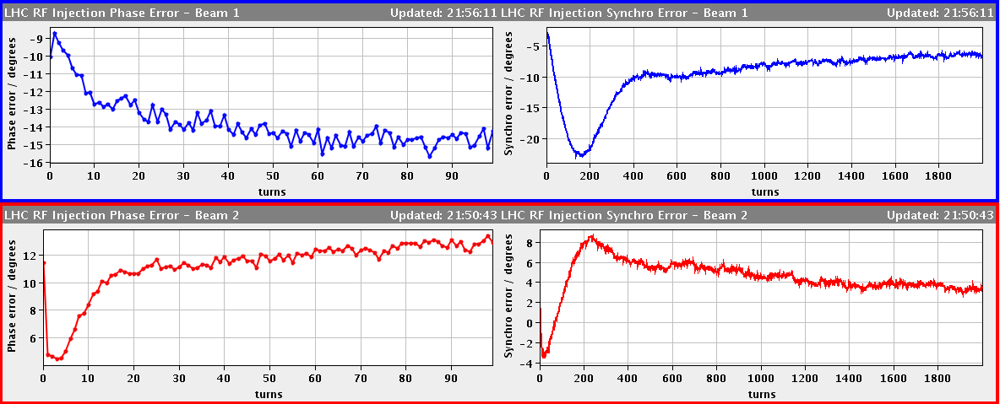 LHC RF Injection Phase Error - Beam 1 Updated: 21:56:11
Phase error / degrees
-9
-10
-11
-12
-13
-14
-15
-16
0 10 20 30 40 50 60 70 80 90
turns
LHC RF Injection Synchro Error - Beam 1 Updated: 21:56:11
Synchro error / degrees
-5
-10
-15
-20
0 200 400 600 800 1000 1200 1400 1600 1800
turns
LHC RF Injection Phase Error - Beam 2 Updated: 21:50:43
Phase error / degrees
12
10
8
6
0 10 20 30 40 50 60 70 80 90
turns
LHC RF Injection Synchro Error - Beam 2 Updated: 21:50:43
Synchro error / degrees
8
6
4
2
0
-2
-4
0 200 400 600 800 1000 1200 1400 1600 1800
turns